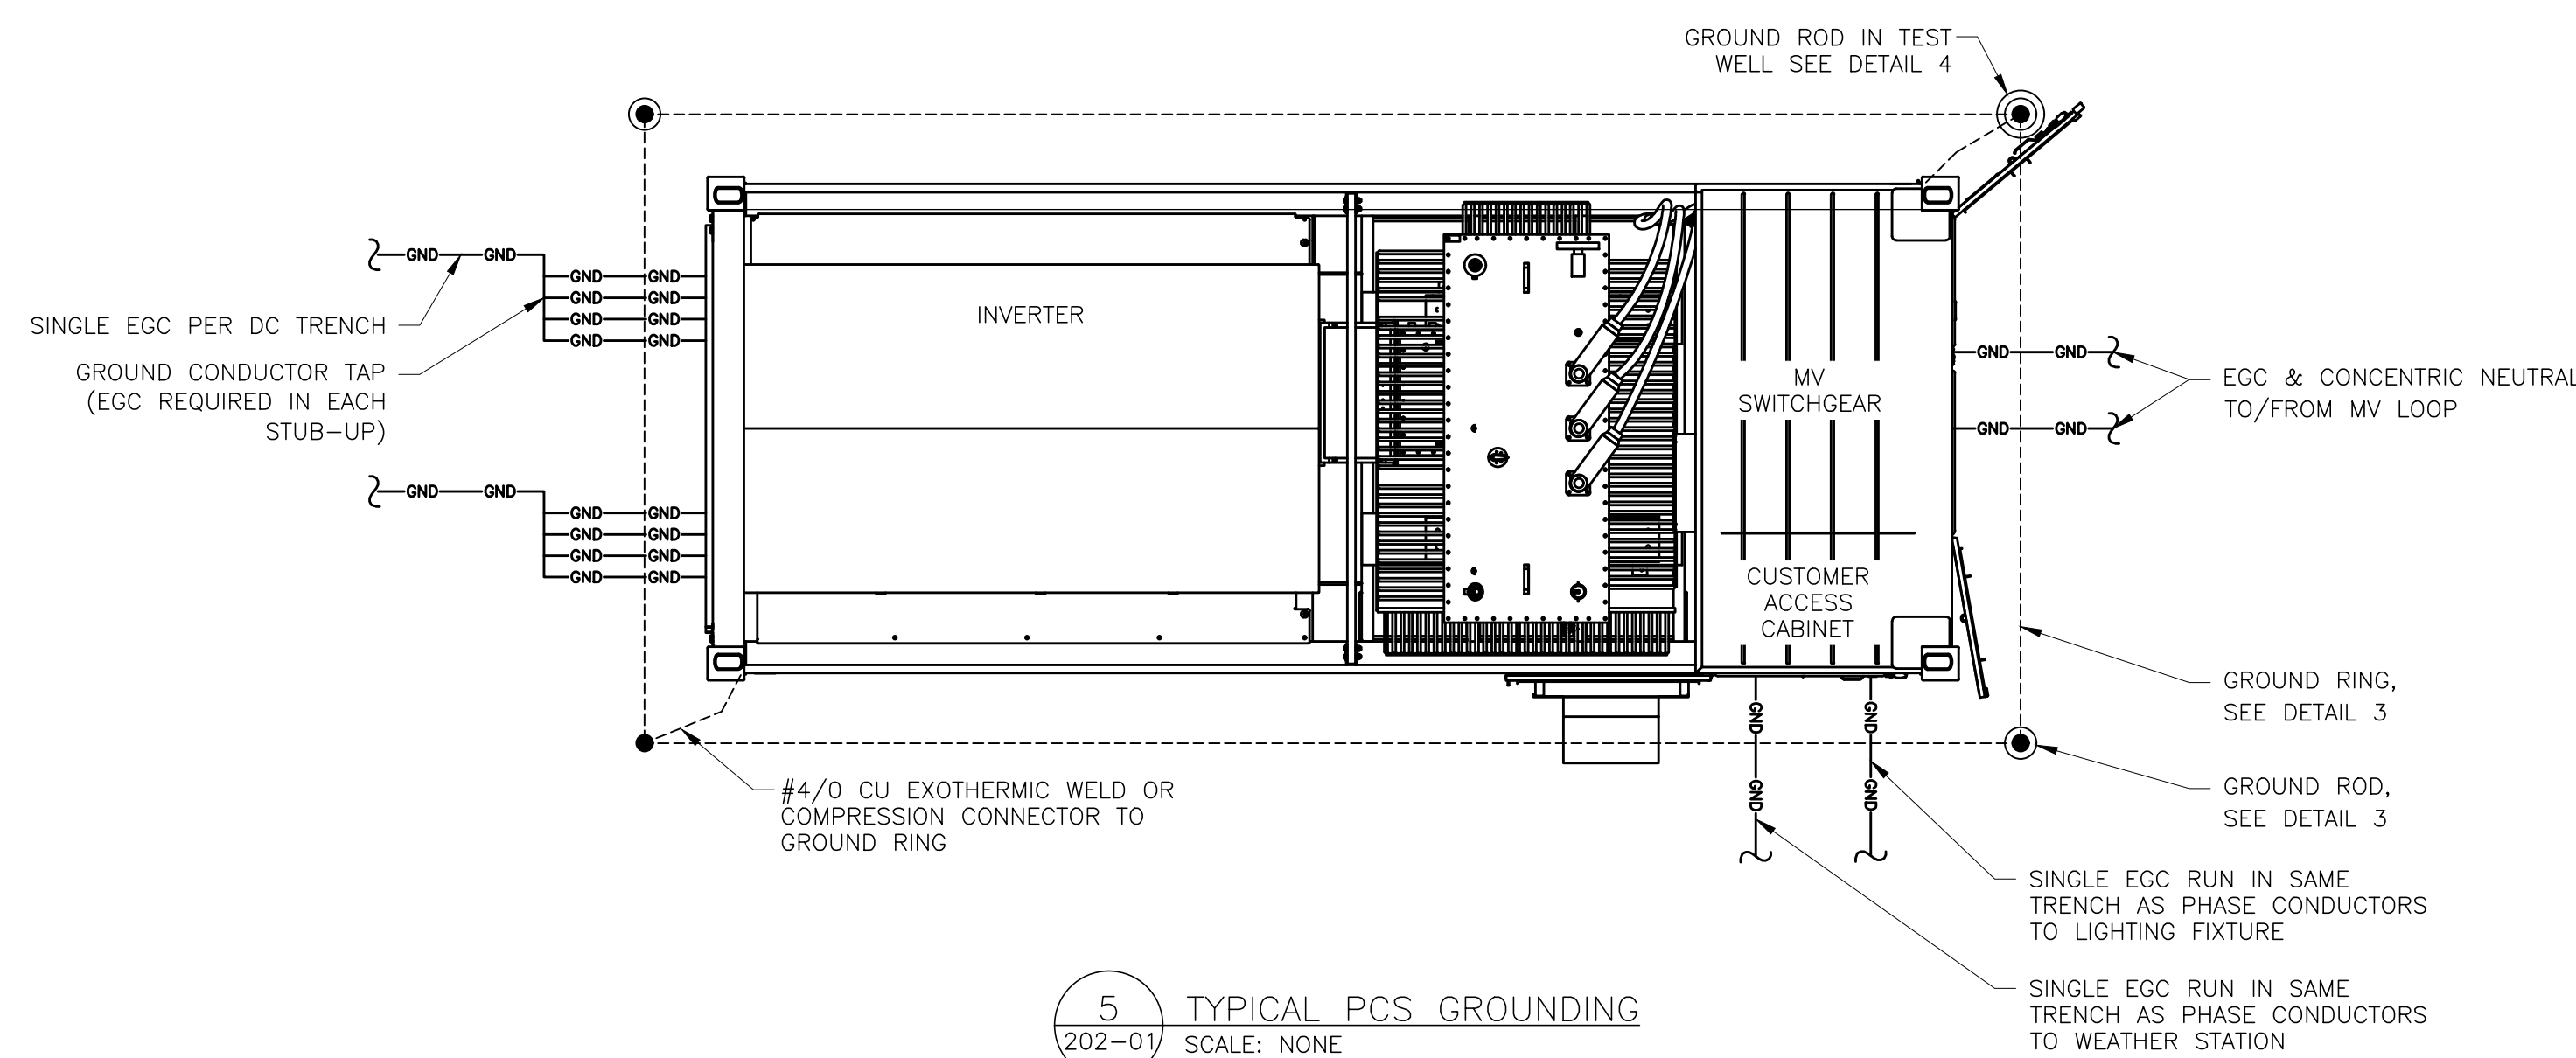 GROUND ROD IN TEST
WELL SEE DETAIL 4
GND GND
GND GND
GND GND
GND GND
GND GND
SINGLE EGC PER DC TRENCH
GROUND CONDUCTOR TAP
(EGC REQUIRED IN EACH
STUB-UP)
GND GND
GND GND
GND GND
GND GND
GND GND
INVERTER
MV
SWITCHGEAR
CUSTOMER
ACCESS
CABINET
GND GND
GND GND
EGC & CONCENTRIC NEUTRAL
TO/FROM MV LOOP
GROUND RING,
SEE DETAIL 3
GROUND ROD,
SEE DETAIL 3
GND GND
GND GND
#4/0 CU EXOTHERMIC WELD OR
COMPRESSION CONNECTOR TO
GROUND RING
SINGLE EGC RUN IN SAME
TRENCH AS PHASE CONDUCTORS
TO LIGHTING FIXTURE
SINGLE EGC RUN IN SAME
TRENCH AS PHASE CONDUCTORS
TO WEATHER STATION
5
202-01
TYPICAL PCS GROUNDING
SCALE: NONE